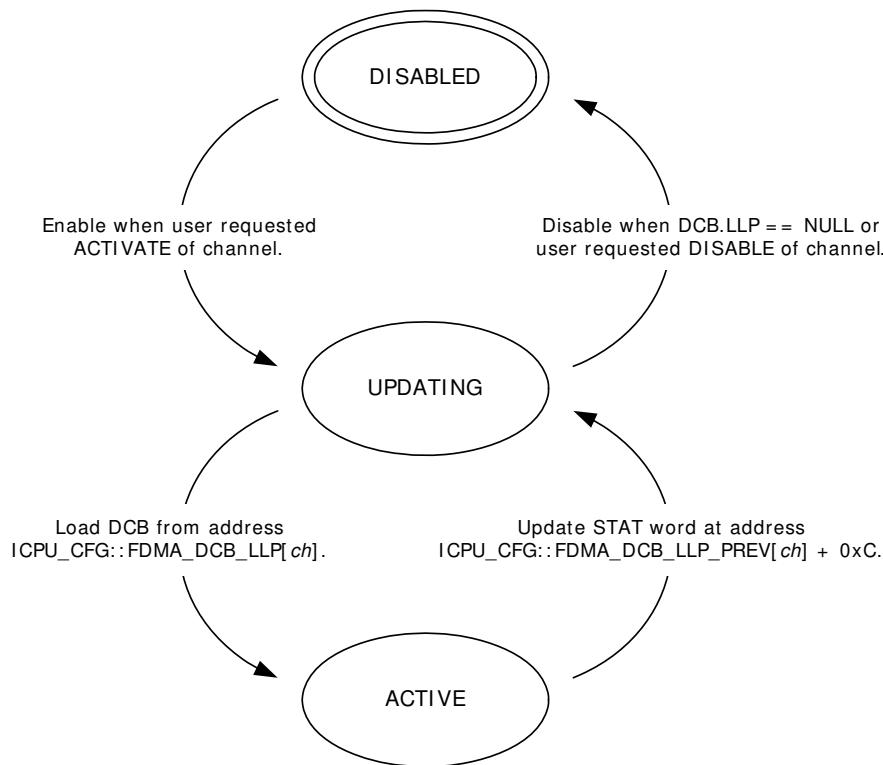 DISABLED
Enable when user requested
ACTIVATE of channel.
Disable when DCB.LLP == NULL or
user requested DISABLE of channel.
UPDATING
Load DCB from address
ICPU_CFG::FDMA_DCB_LLP[ch].
Update STAT word at address
ICPU_CFG::FDMA_DCB_LLP_PREV[ch] + 0xC.
ACTIVE